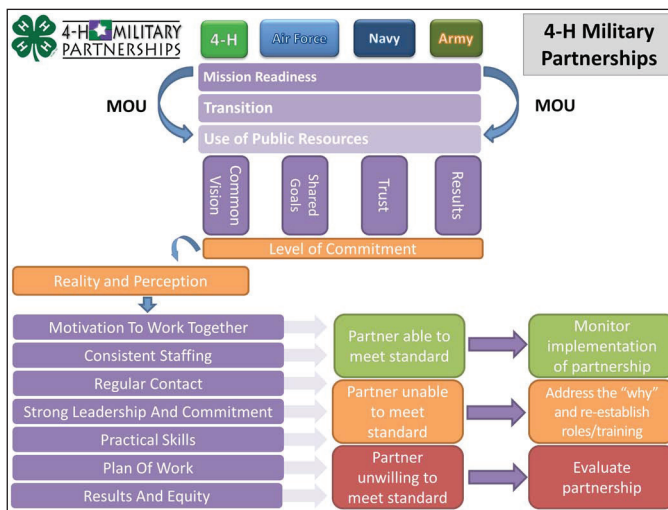 4-H MILITARY
PARTNERSHIPS
4-H
Air Force
Navy
Army
4-H Military
Partnerships
MOU
Mission Readiness
Transition
Use of Public Resources
MOU
Common
Vision
Shared
Goals
Trust
Results
Level of Commitment
Reality and Perception
Motivation To Work Together
Consistent Staffing
Regular Contact
Strong Leadership And Commitment
Practical Skills
Plan Of Work
Results And Equity
Partner able to
meet standard
Monitor
implementation
of partnership
Partner unable
to meet
standard
Address the “why”
and re-establish
roles/training
Partner
unwilling to
meet standard
Evaluate
partnership